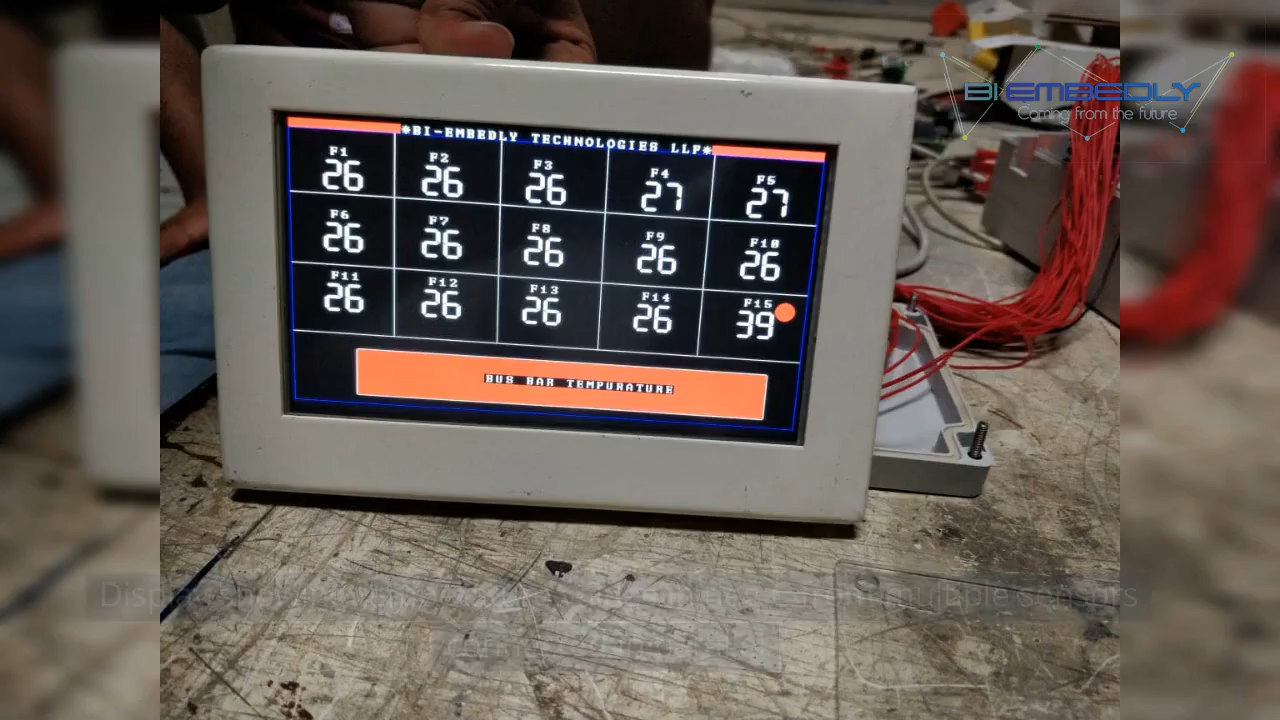 BI-EMBEDLY
Coming from the future
*BI-EMBEDLY TECHNOLOGIES LLP*
F1 F2 F3 F4 F5
26 26 26 27 27
F6 F7 F8 F9 F10
26 26 26 26 26
F11 F12 F13 F14 F15
26 26 26 26 39
BUS BAR TEMPURATURE